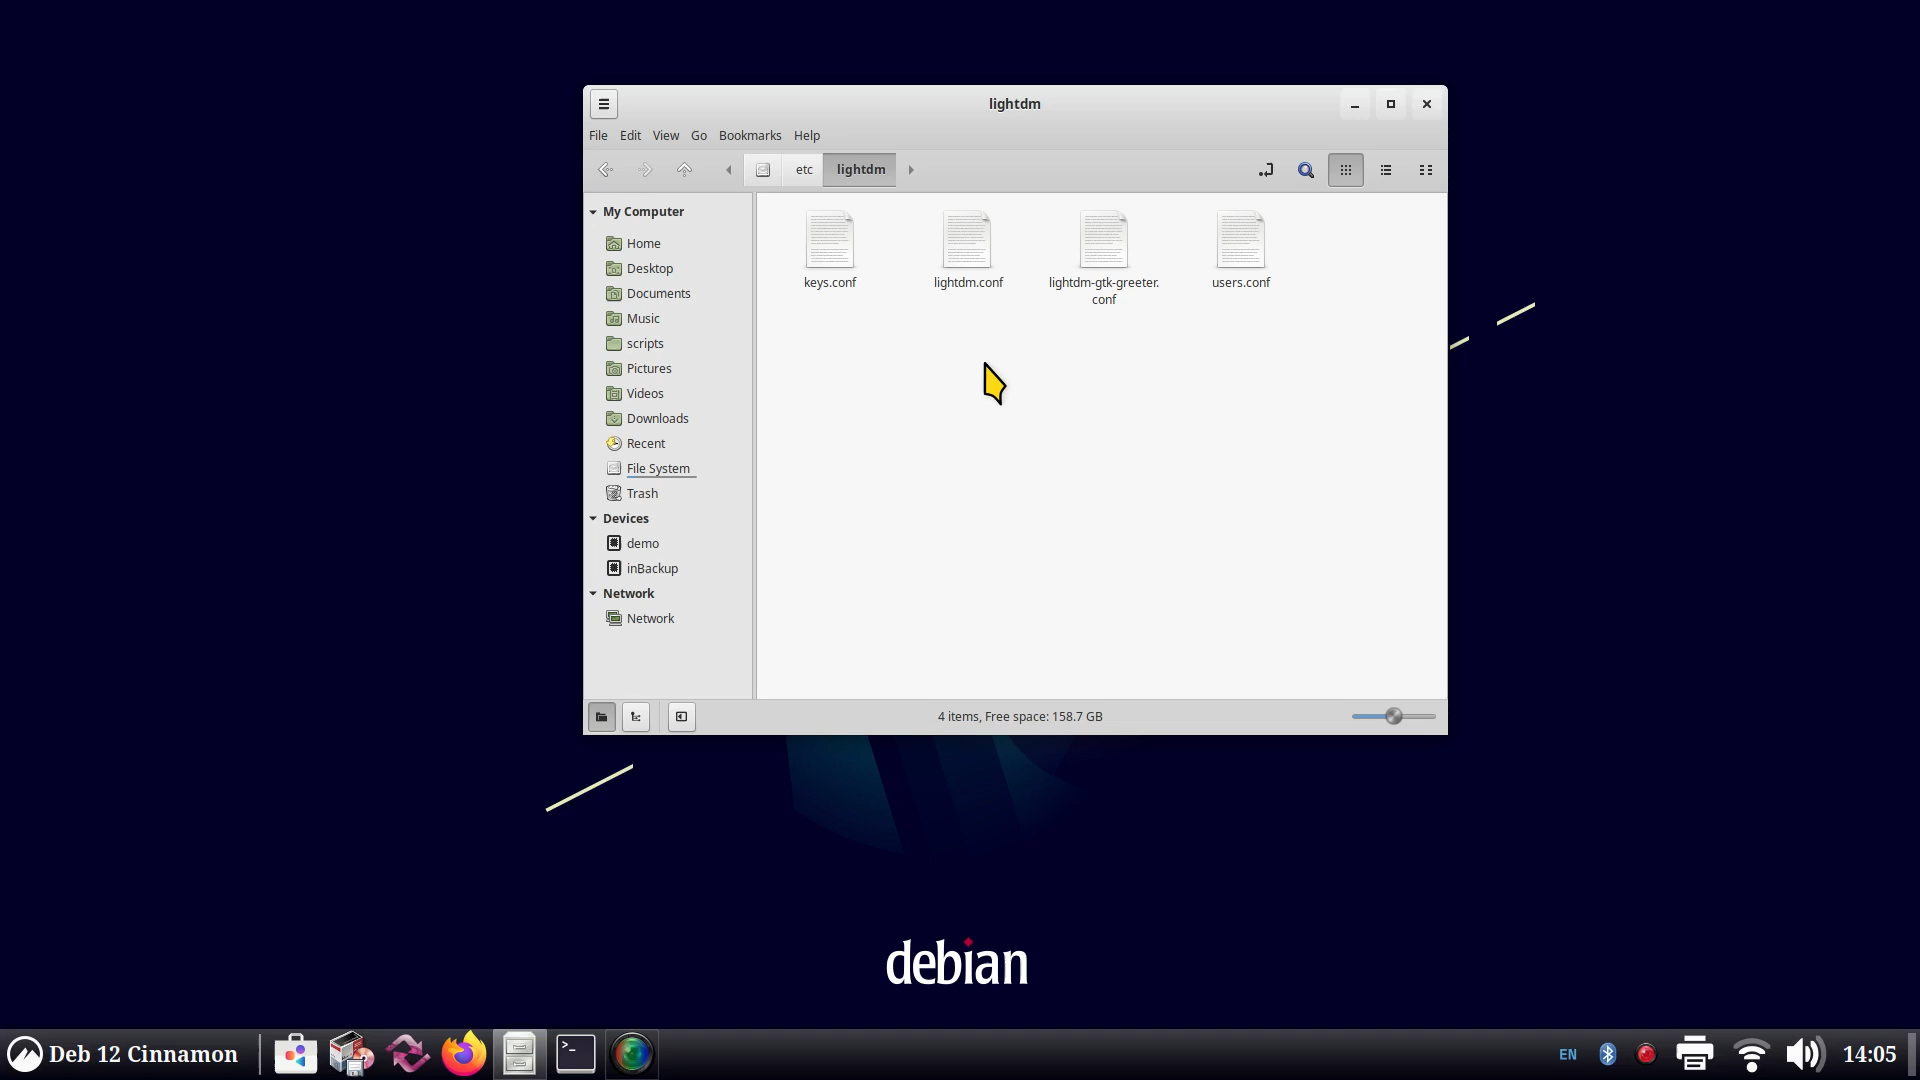 lightdm
File Edit View Go Bookmarks Help
etc lightdm
My Computer
Home
Desktop
Documents
Music
scripts
Pictures
Videos
Downloads
Recent
File System
Trash
Devices
demo
inBackup
Network
Network
keys.conf
lightdm.conf
lightdm-gtk-greeter.
conf
users.conf
4 items, Free space: 158.7 GB
debian
Deb 12 Cinnamon
>_
EN
14:05